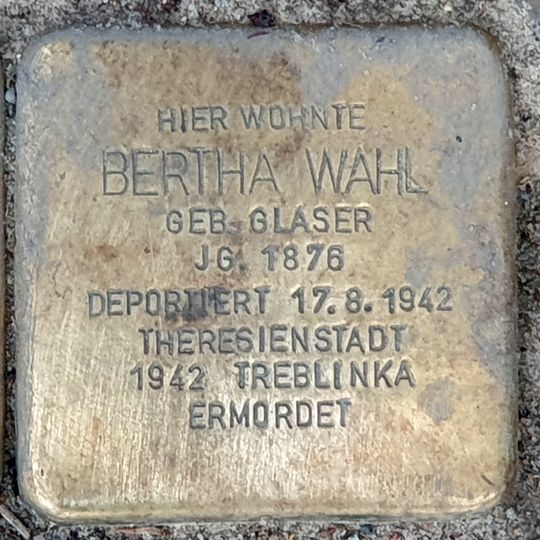 HIER WOHNTE
BERTHA WAHL
GEB. GLASER
JG. 1876
DEPORTIERT 17.8.1942
THERESIENSTADT
1942 TREBLINKA
ERMORDET